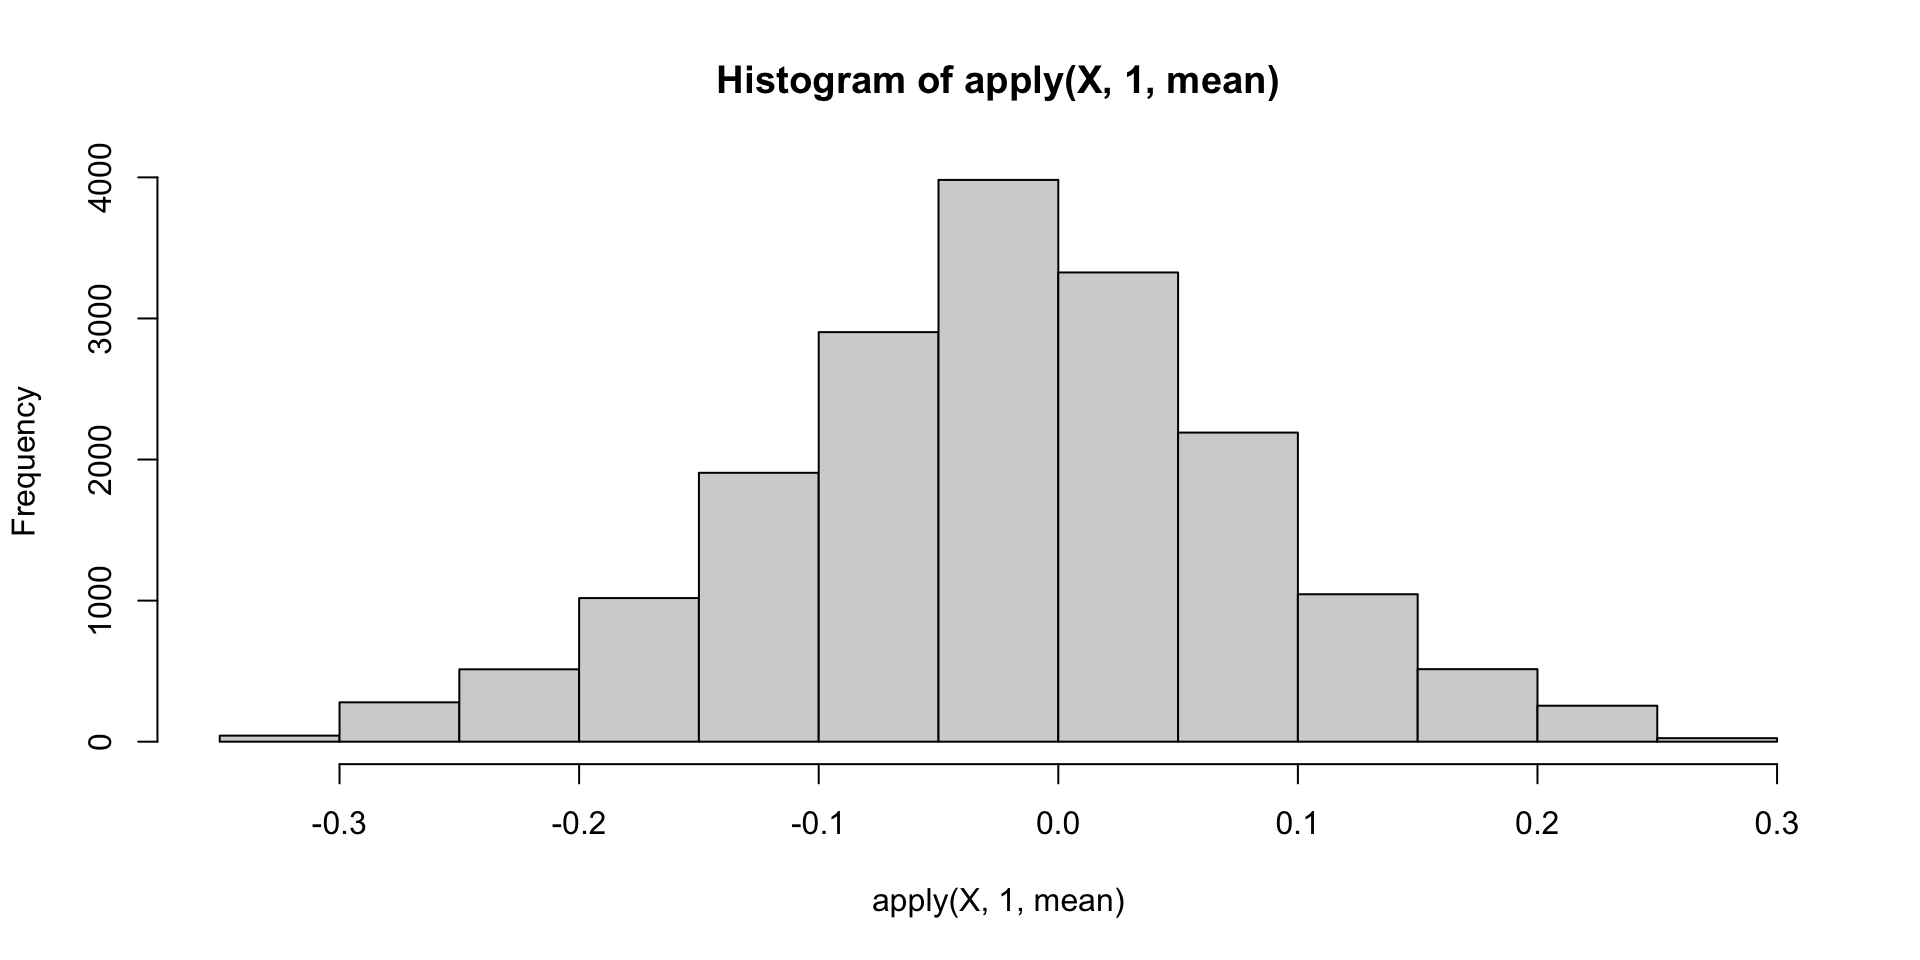 Histogram of apply(X, 1, mean)
Frequency
4000
3000
2000
1000
0
-0.3 -0.2 -0.1 0.0 0.1 0.2 0.3
apply(X, 1, mean)